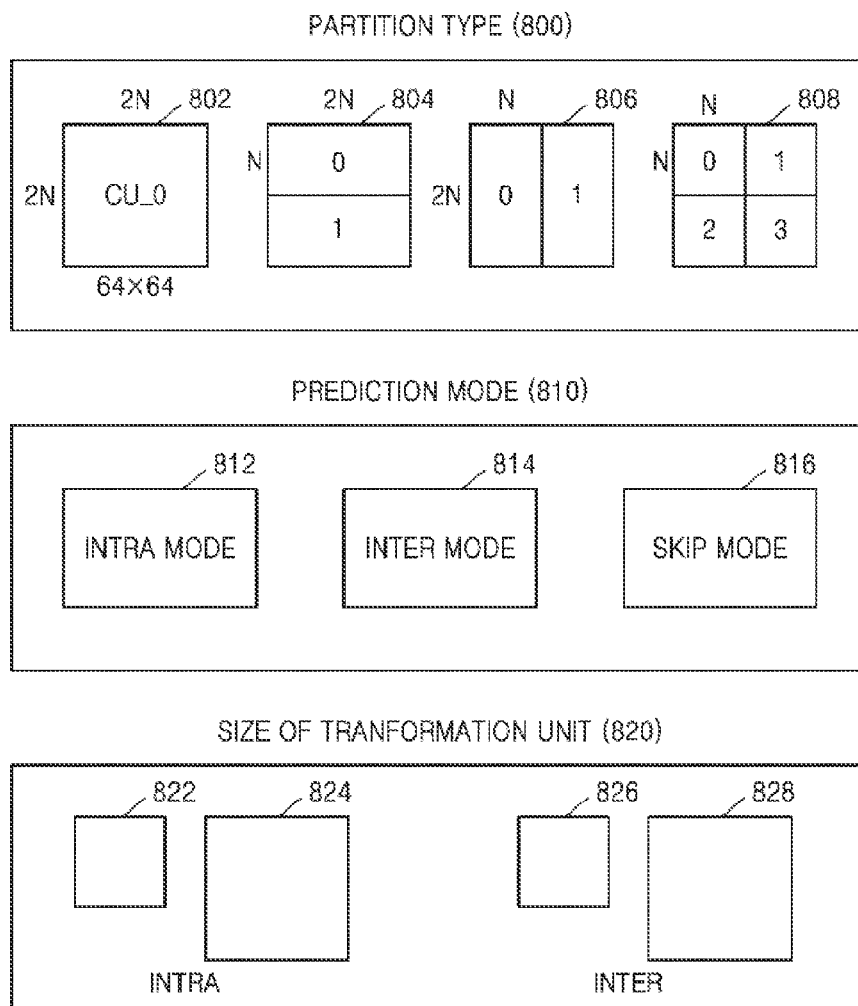 PARTITION TYPE (800)
2N 802 2N 804 N 806 N 808
2N CU_0 N 0 2N 0 1 N 0 1
1 2 3
64×64
PREDICTION MODE (810)
812 814 816
INTRA MODE INTER MODE SKIP MODE
SIZE OF TRANFORMATION UNIT (820)
822 824 826 828
INTRA INTER